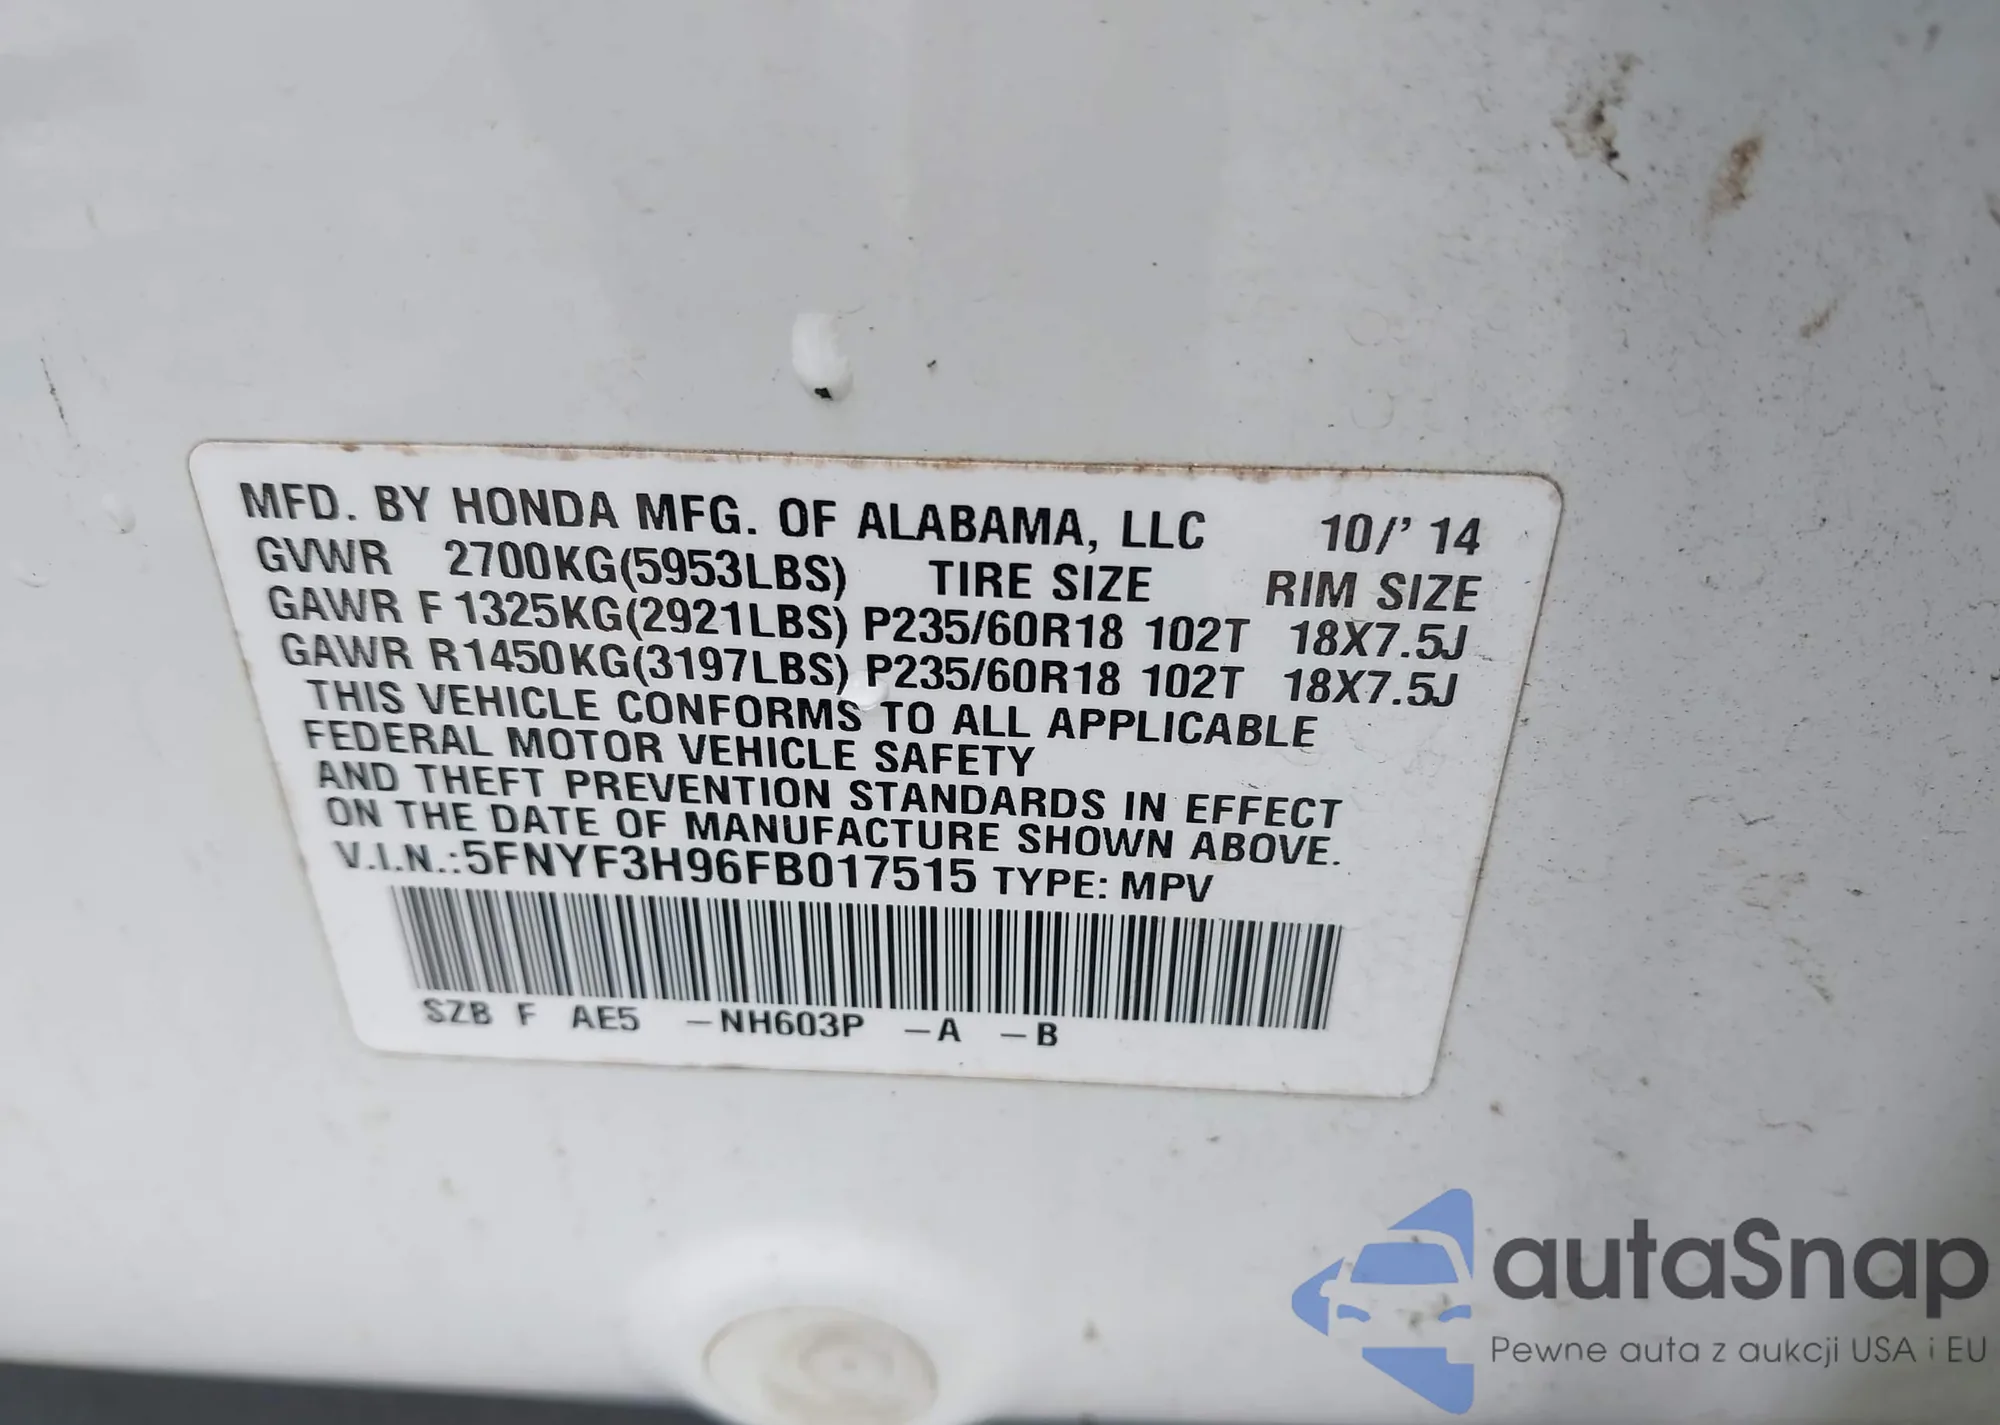 MFD. BY HONDA MFG. OF ALABAMA, LLC 10/' 14
GVWR 2700KG(5953LBS) TIRE SIZE RIM SIZE
GAWR F 1325KG(2921LBS) P235/60R18 102T 18X7.5J
GAWR R1450KG(3197LBS) P235/60R18 102T 18X7.5J
THIS VEHICLE CONFORMS TO ALL APPLICABLE
FEDERAL MOTOR VEHICLE SAFETY
AND THEFT PREVENTION STANDARDS IN EFFECT
ON THE DATE OF MANUFACTURE SHOWN ABOVE.
V.I.N.:5FNYF3H96FB017515 TYPE: MPV
SZB F AE5 -NH603P -A -B
autaSnap
Pewne auta z aukcji USA i EU